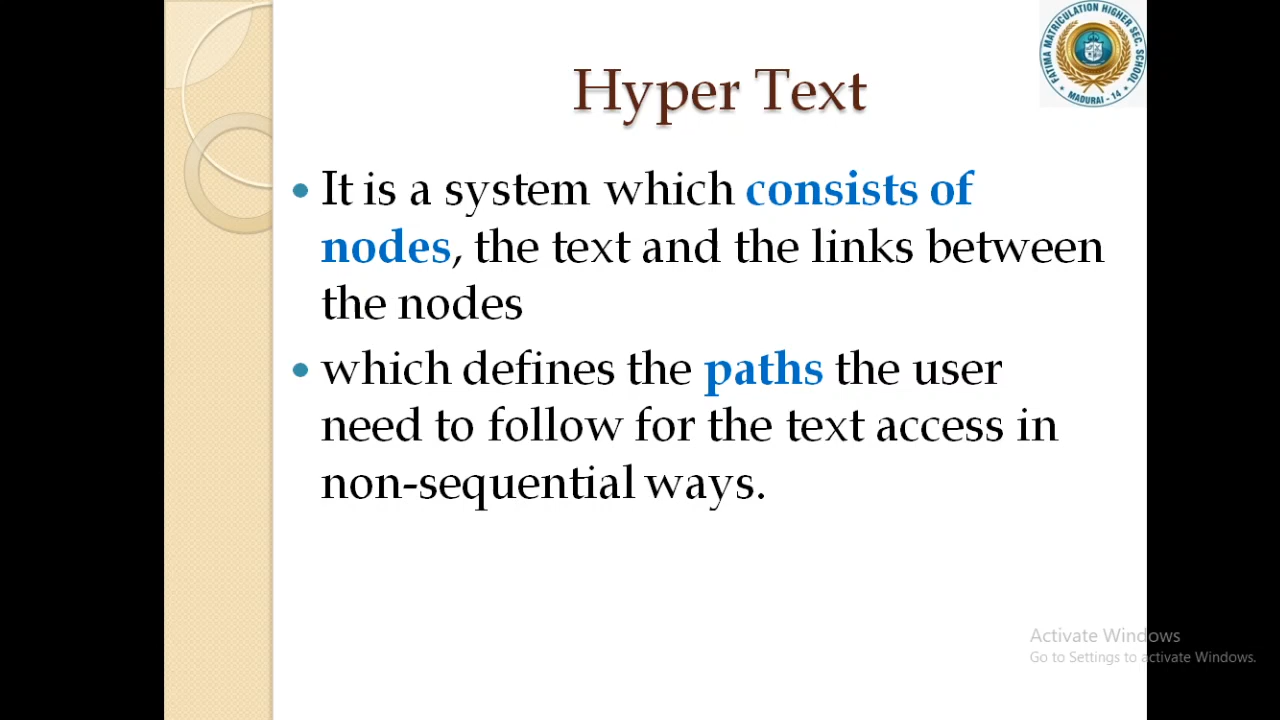 FATIMA MATRICULATION HIGHER SEC. SCHOOL
MADURAI - 14
Hyper Text
It is a system which consists of
nodes, the text and the links between
the nodes
which defines the paths the user
need to follow for the text access in
non-sequential ways.
Activate Windows
Go to Settings to activate Windows.